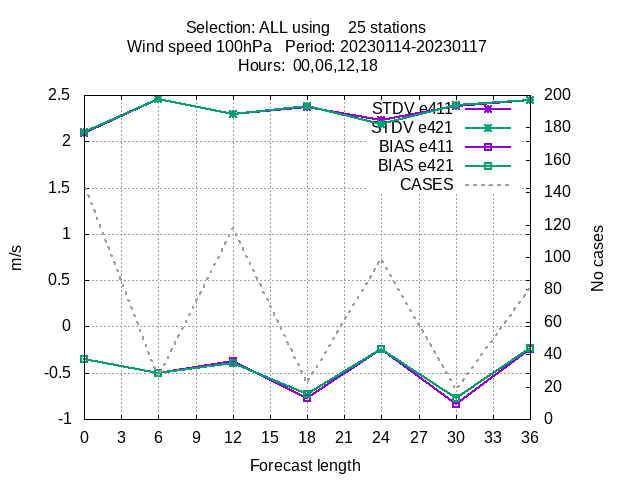 Selection: ALL using    25 stations
Wind speed 100hPa   Period: 20230114-20230117
Hours:  00,06,12,18
STDV e411
STDV e421
BIAS e411
BIAS e421
CASES
2.5
2
1.5
1
0.5
0
-0.5
-1
200
180
160
140
120
100
80
60
40
20
0
m/s
No cases
0 3 6 9 12 15 18 21 24 27 30 33 36
Forecast length